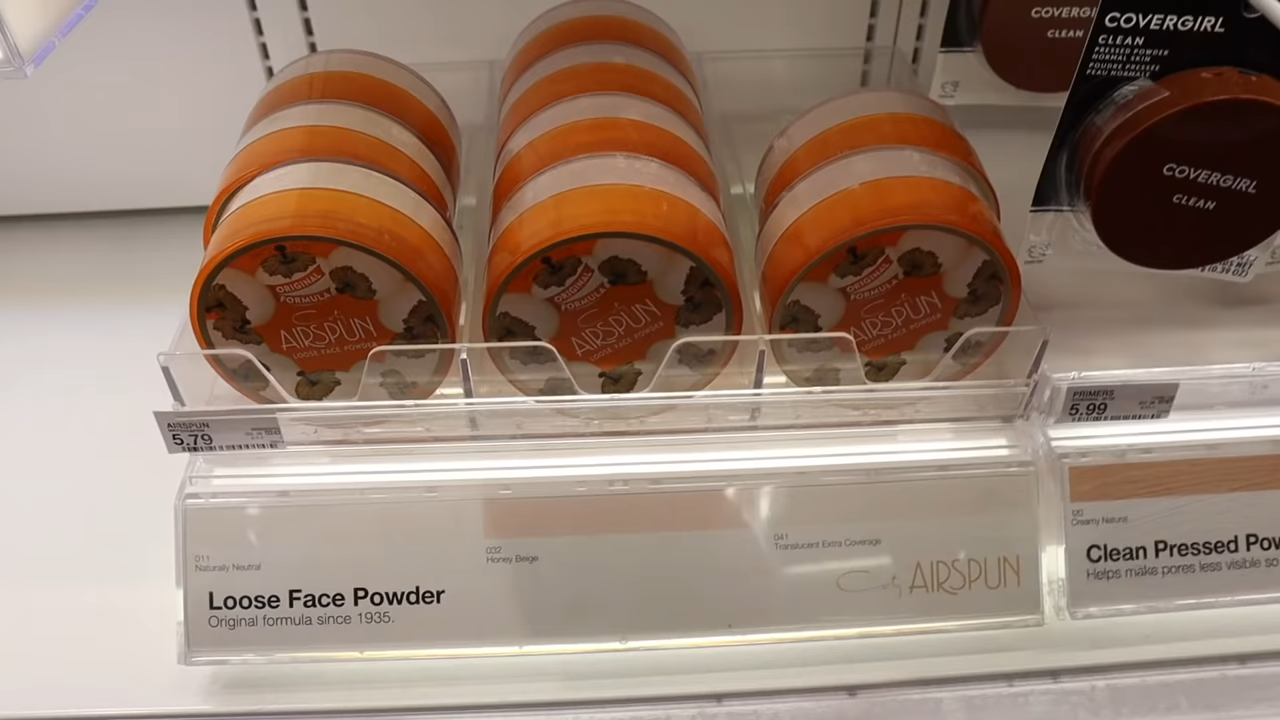 COVERGIRL
CLEAN
COVERGIRL
CLEAN
PRESSED POWDER
NORMAL SKIN
POUDRE PRESSÉE
PEAU NORMALE
COVERGIRL
CLEAN
ORIGINAL
FORMULA
AIRSPUN
LOOSE FACE POWDER
ORIGINAL
FORMULA
AIRSPUN
LOOSE FACE POWDER
ORIGINAL
FORMULA
AIRSPUN
LOOSE FACE POWDER
AIRSPUN
5.79
PRIMERS
5.99
011
Naturally Neutral
032
Honey Beige
041
Translucent Extra Coverage
Loose Face Powder
Original formula since 1935.
Coty AIRSPUN
120
Creamy Natural
Clean Pressed Pow
Helps make pores less visible so